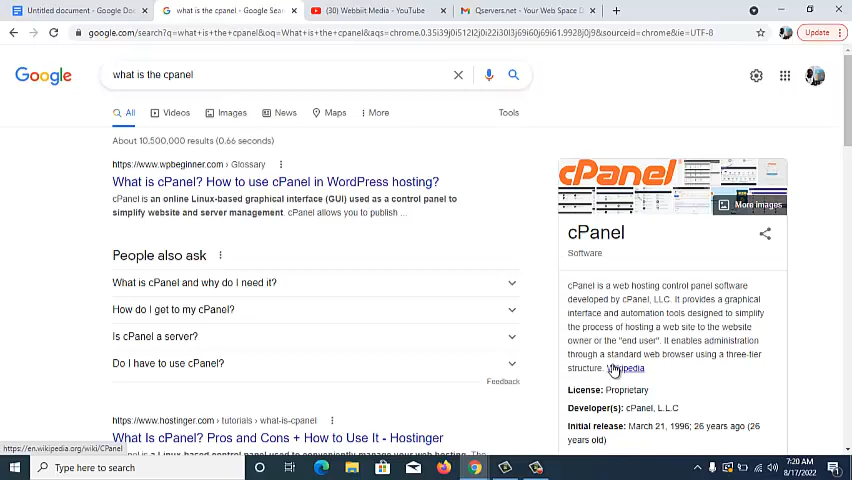 Untitled document - Google Doc
what is the cpanel - Google Sear
(30) Webbiit Media - YouTube
Qservers.net - Your Web Space D
google.com/search?q=what+is+the+cpanel&oq=What+is+the+cpanel&aqs=chrome.0.35i39j0i512l2j0i22i30l3j69i60j69i61.9928j0j9&sourceid=chrome&ie=UTF-8
Update
Google
what is the cpanel
All
Videos
Images
News
Maps
More
Tools
About 10,500,000 results (0.66 seconds)
https://www.wpbeginner.com › Glossary
What is cPanel? How to use cPanel in WordPress hosting?
cPanel is an online Linux-based graphical interface (GUI) used as a control panel to
simplify website and server management cPanel allows you to publish ...
People also ask
What is cPanel and why do I need it?
How do I get to my cPanel?
Is cPanel a server?
Do I have to use cPanel?
Feedback
https://www.hostinger.com › tutorials › what-is-cpanel
What Is cPanel? Pros and Cons + How to Use It - Hostinger
cPanel
More images
cPanel
Software
cPanel is a web hosting control panel software
developed by cPanel, LLC. It provides a graphical
interface and automation tools designed to simplify
the process of hosting a web site to the website
owner or the "end user". It enables administration
through a standard web browser using a three-tier
structure. Wikipedia
License: Proprietary
Developer(s): cPanel, L.L.C
Initial release: March 21, 1996; 26 years ago (26
years old)
https://en.wikipedia.org/wiki/CPanel
Type here to search
7:20 AM
8/17/2022
1